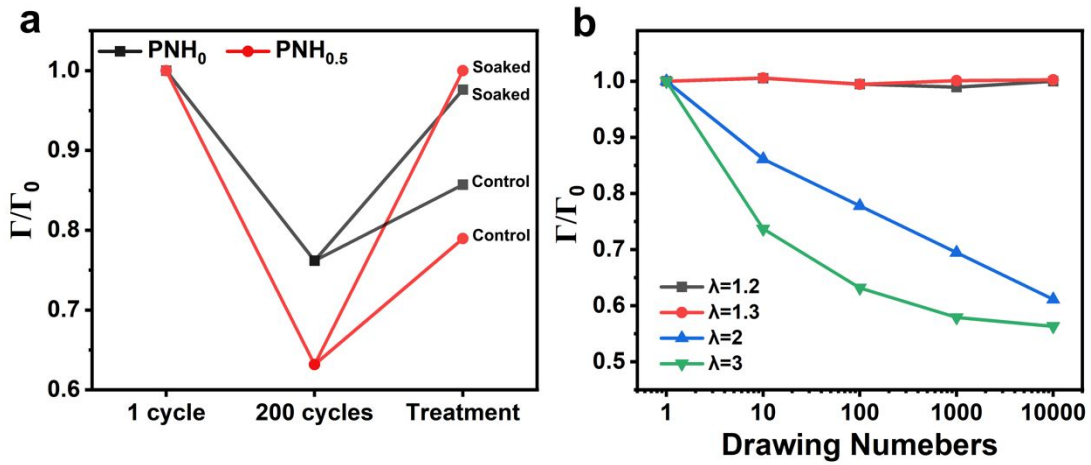 a
PNH₀ PNH₀.₅
Γ/Γ₀
1.0
0.9
0.8
0.7
0.6
Soaked
Soaked
Control
Control
1 cycle 200 cycles Treatment
b
Γ/Γ₀
1.0
0.9
0.8
0.7
0.6
0.5
λ=1.2
λ=1.3
λ=2
λ=3
1 10 100 1000 10000
Drawing Numebers